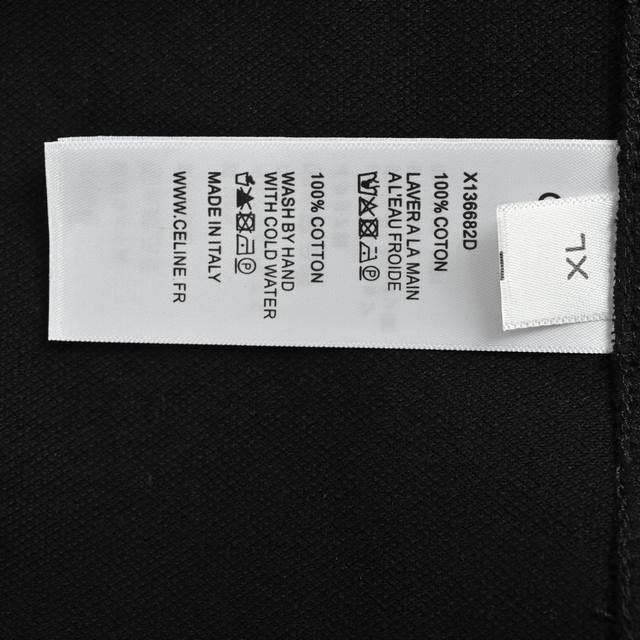 XL
X136682D
100% COTON
LAVER A LA MAIN
A L'EAU FROIDE
100% COTTON
WASH BY HAND
WITH COLD WATER
MADE IN ITALY
WWW.CELINE FR